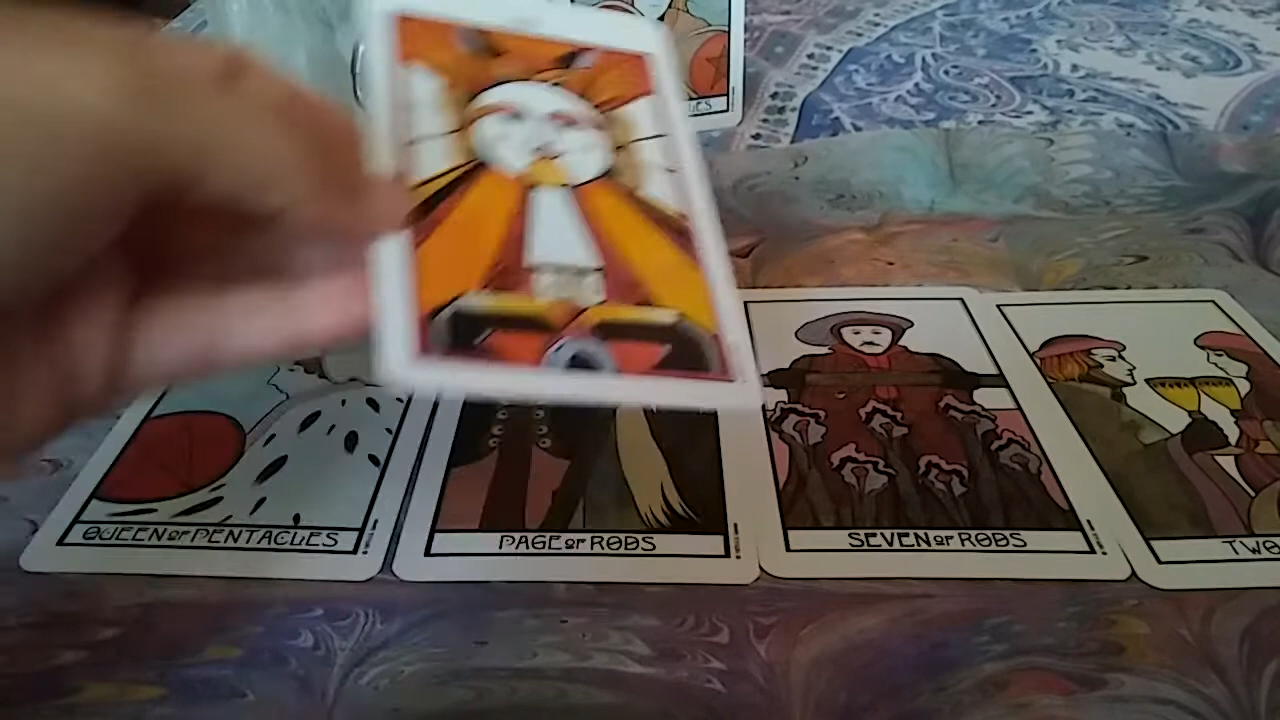 QUEEN OF PENTACLES
PAGE OF RODS
SEVEN OF RODS
TWO